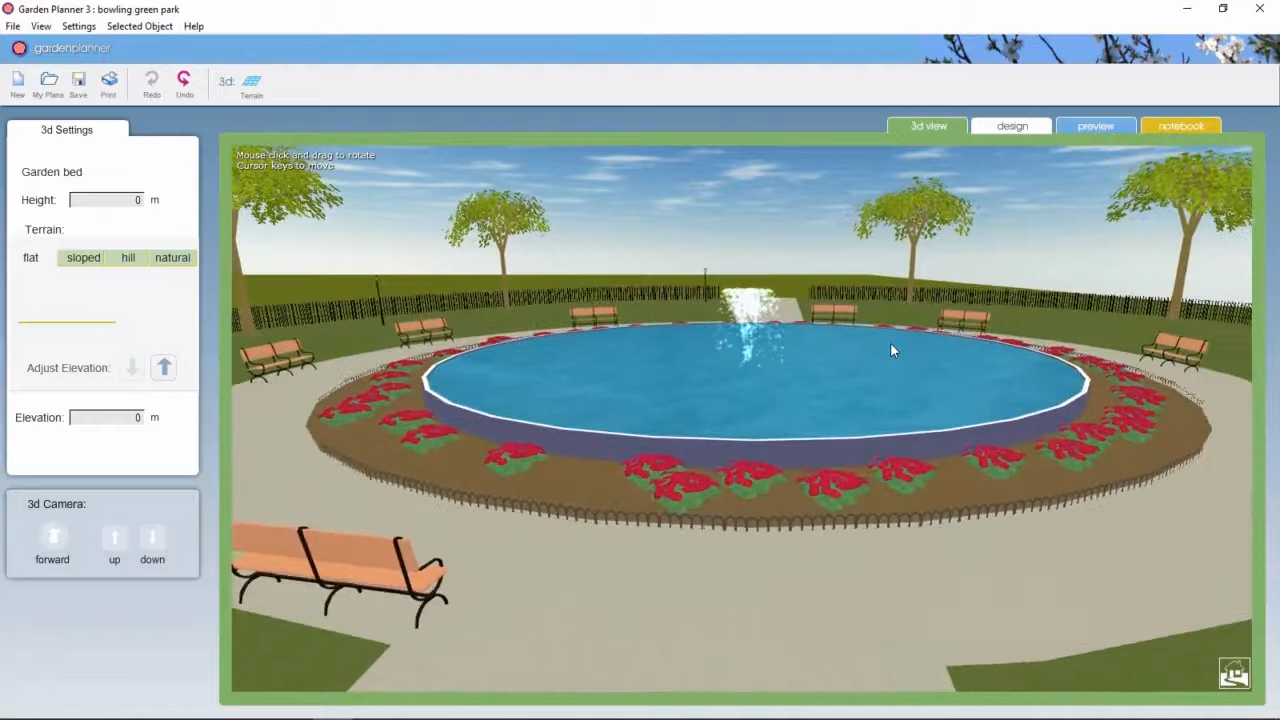 Garden Planner 3 : bowling green park
File View Settings Selected Object Help
gardenplanner
New My Plans Save Print Redo Undo 3d: Terrain
3d Settings
3d view design preview notebook
Mouse click and drag to rotate
Cursor keys to move
Garden bed
Height: 0 m
Terrain:
flat sloped hill natural
Adjust Elevation:
Elevation: 0 m
3d Camera:
forward up down